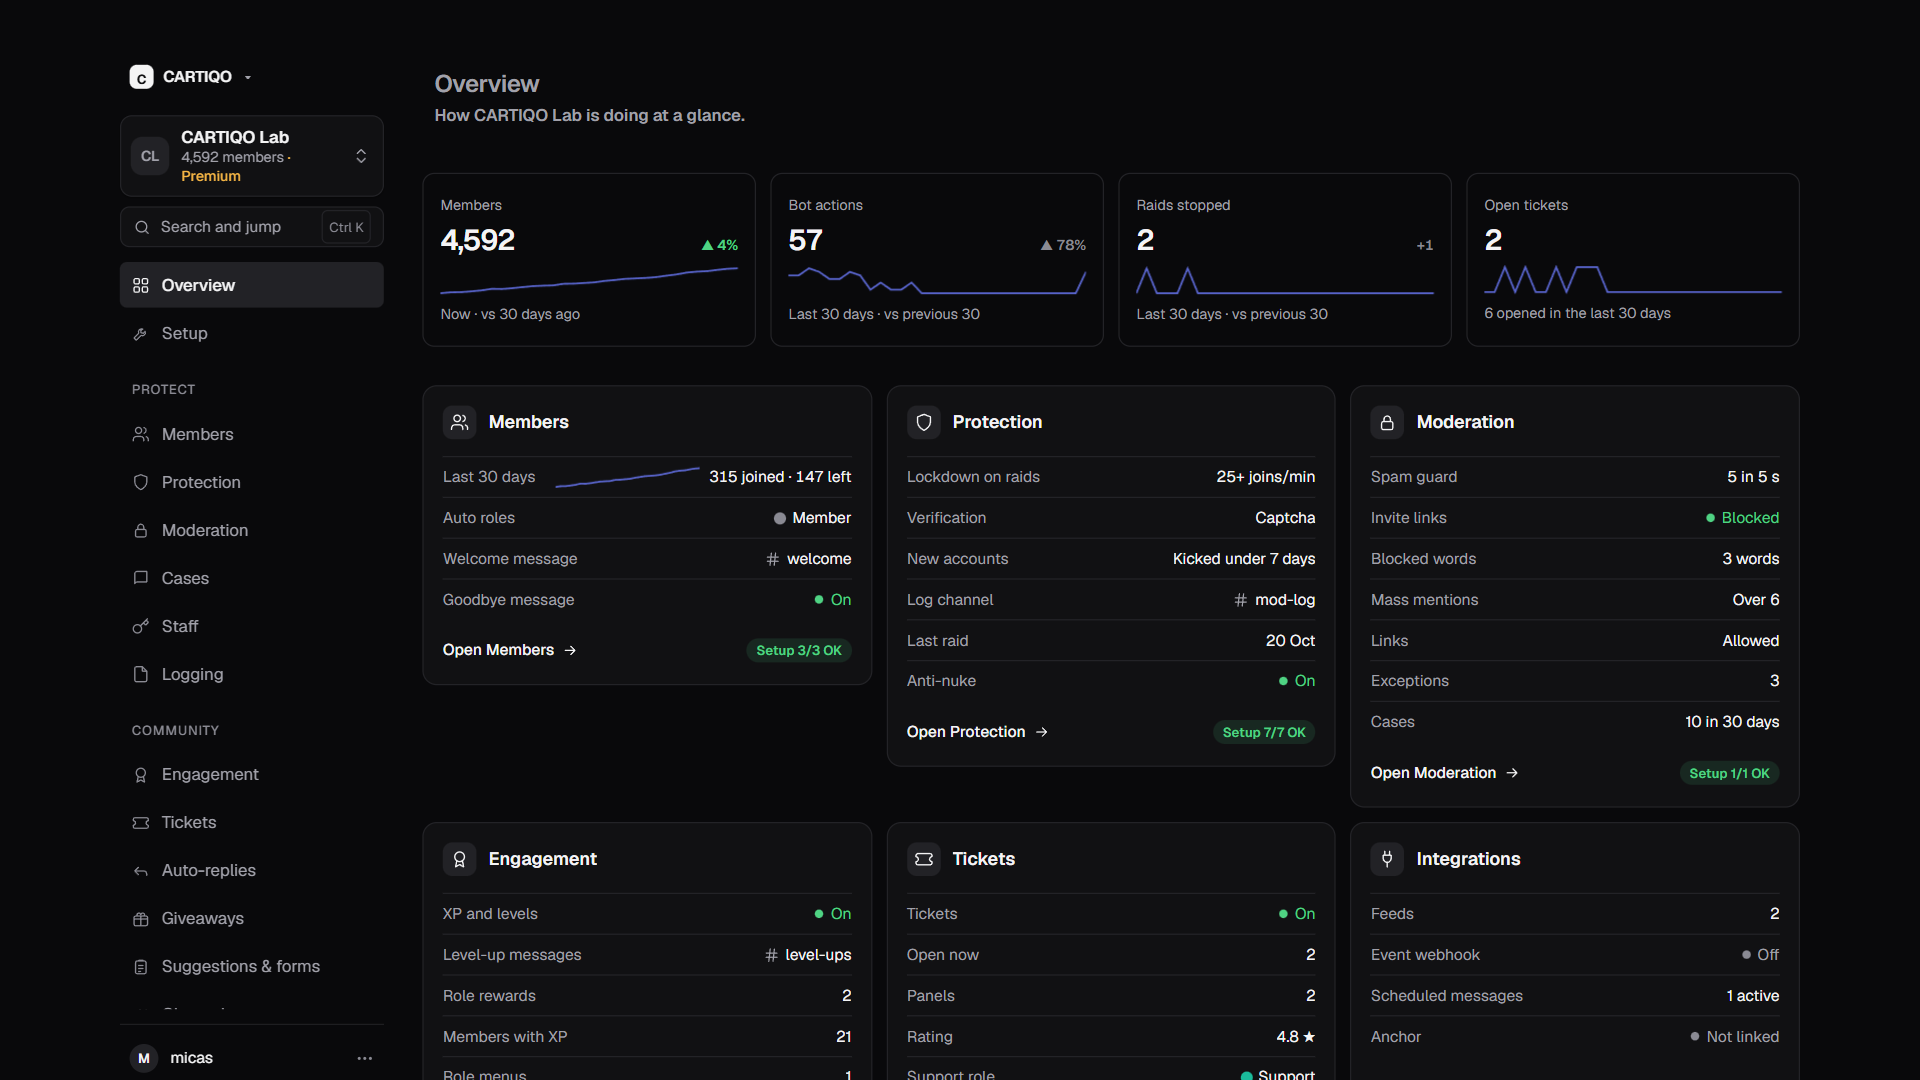 C CARTIQO
CL
CARTIQO Lab
4,592 members ·
Premium
Search and jump Ctrl K
Overview
Setup
PROTECT
Members
Protection
Moderation
Cases
Staff
Logging
COMMUNITY
Engagement
Tickets
Auto-replies
Giveaways
Suggestions & forms
M micas
Overview
How CARTIQO Lab is doing at a glance.
Members
4,592 ▲ 4%
Now · vs 30 days ago
Bot actions
57 ▲ 78%
Last 30 days · vs previous 30
Raids stopped
2 +1
Last 30 days · vs previous 30
Open tickets
2
6 opened in the last 30 days
Members
Last 30 days 315 joined · 147 left
Auto roles Member
Welcome message # welcome
Goodbye message On
Open Members → Setup 3/3 OK
Protection
Lockdown on raids 25+ joins/min
Verification Captcha
New accounts Kicked under 7 days
Log channel # mod-log
Last raid 20 Oct
Anti-nuke On
Open Protection → Setup 7/7 OK
Moderation
Spam guard 5 in 5 s
Invite links Blocked
Blocked words 3 words
Mass mentions Over 6
Links Allowed
Exceptions 3
Cases 10 in 30 days
Open Moderation → Setup 1/1 OK
Engagement
XP and levels On
Level-up messages # level-ups
Role rewards 2
Members with XP 21
Role menus 1
Tickets
Tickets On
Open now 2
Panels 2
Rating 4.8 ★
Support role Support
Integrations
Feeds 2
Event webhook Off
Scheduled messages 1 active
Anchor Not linked